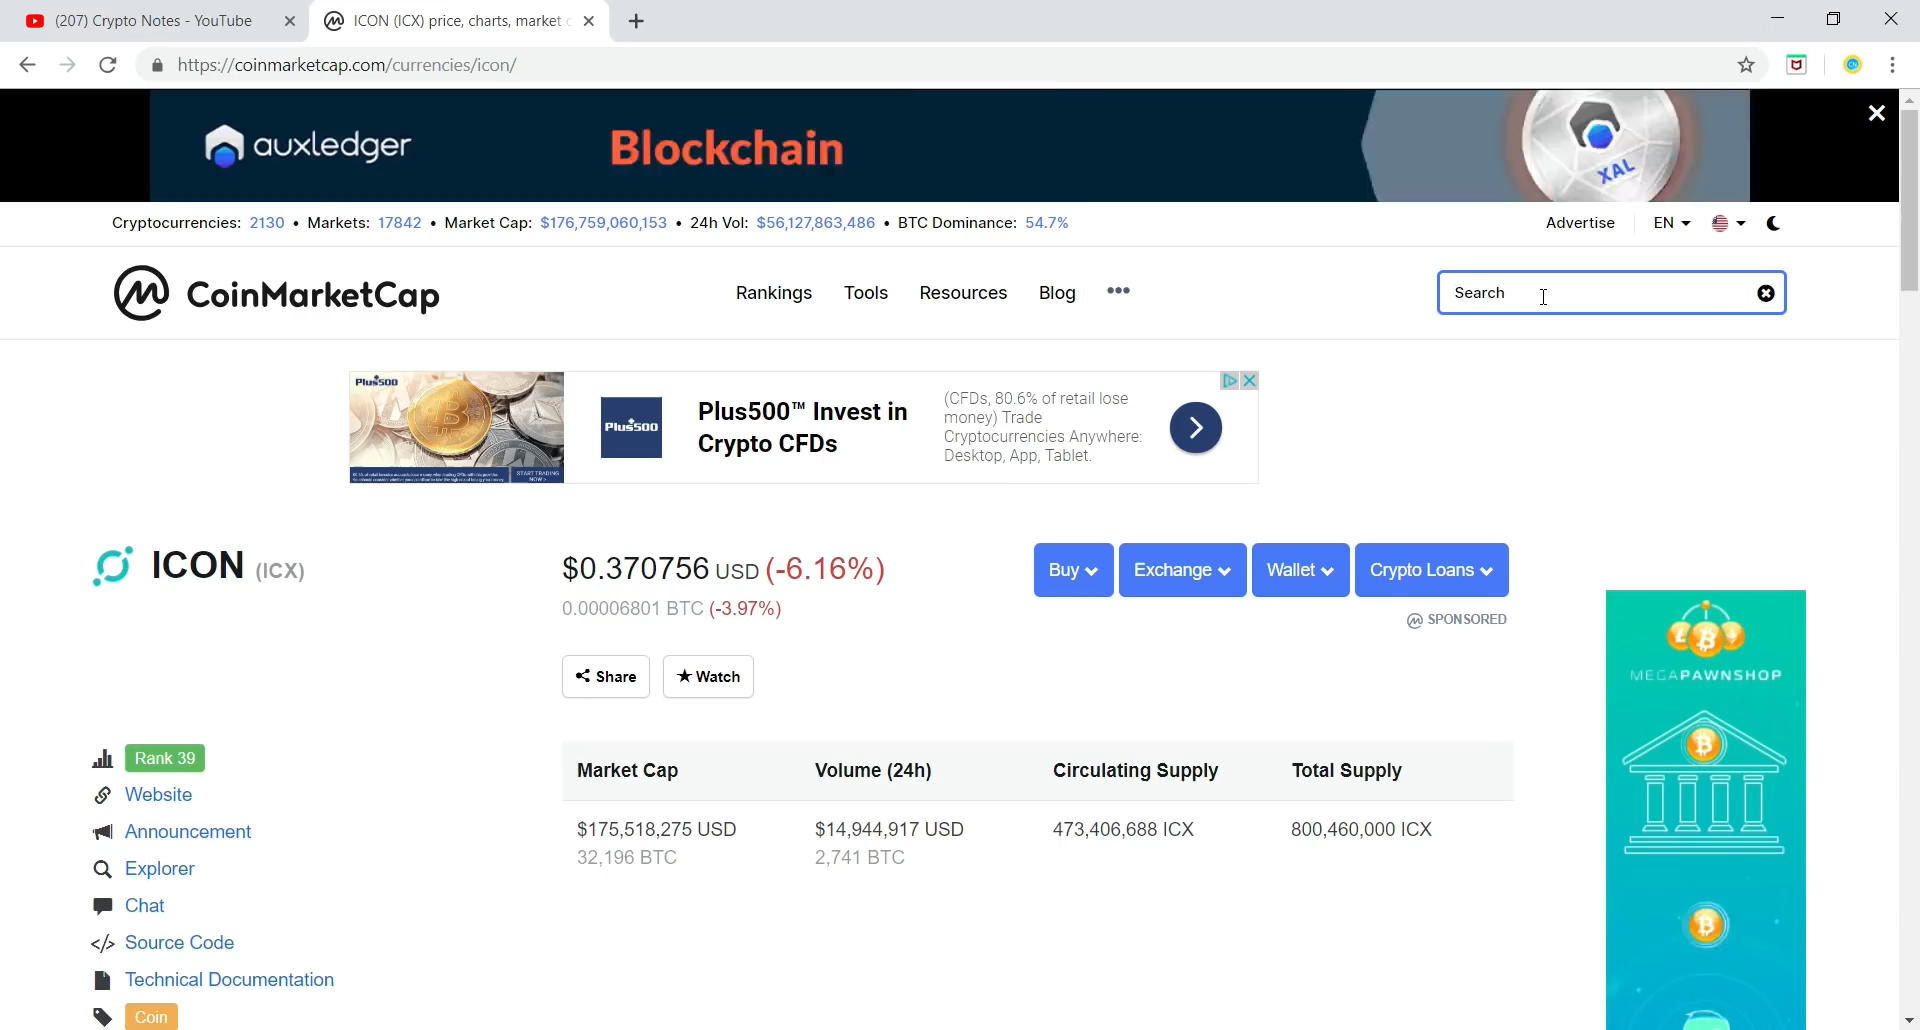 (207) Crypto Notes - YouTube
ICON (ICX) price, charts, market c
https://coinmarketcap.com/currencies/icon/
auxledger
Blockchain
XAL
Cryptocurrencies: 2130 • Markets: 17842 • Market Cap: $176,759,060,153 • 24h Vol: $56,127,863,486 • BTC Dominance: 54.7%
Advertise
EN
CoinMarketCap
Rankings
Tools
Resources
Blog
Search
Plus500
START TRADING
NOW >
Plus500
Plus500™ Invest in
Crypto CFDs
(CFDs, 80.6% of retail lose
money) Trade
Cryptocurrencies Anywhere:
Desktop, App, Tablet.
ICON (ICX)
$0.370756 USD (-6.16%)
0.00006801 BTC (-3.97%)
Buy
Exchange
Wallet
Crypto Loans
SPONSORED
Share
Watch
MEGAPAWNSHOP
Rank 39
Website
Announcement
Explorer
Chat
Source Code
Technical Documentation
Coin
Market Cap
Volume (24h)
Circulating Supply
Total Supply
$175,518,275 USD
$14,944,917 USD
473,406,688 ICX
800,460,000 ICX
32,196 BTC
2,741 BTC